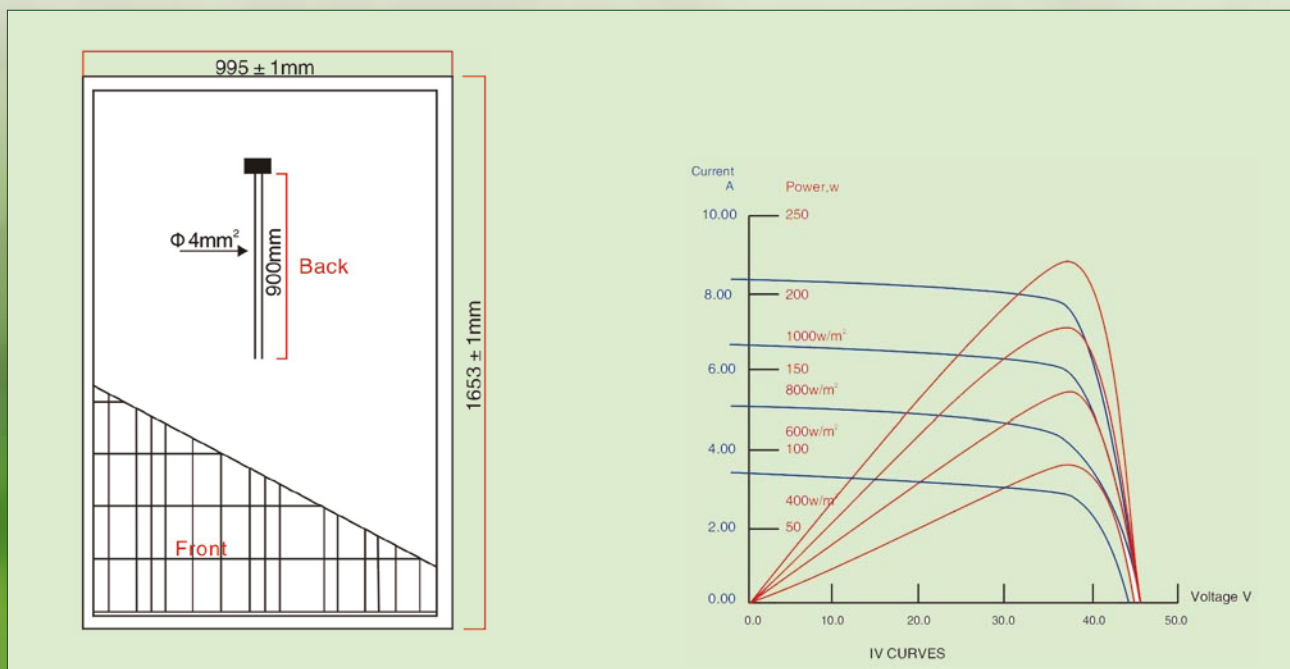 995 ± 1mm
Φ 4mm²
900mm
Back
1653 ± 1mm
Front
Current
A
Power,w
10.00
250
8.00
200
1000w/m²
6.00
150
800w/m²
600w/m²
4.00
100
400w/m²
2.00
50
0.00
Voltage V
0.0 10.0 20.0 30.0 40.0 50.0
IV CURVES